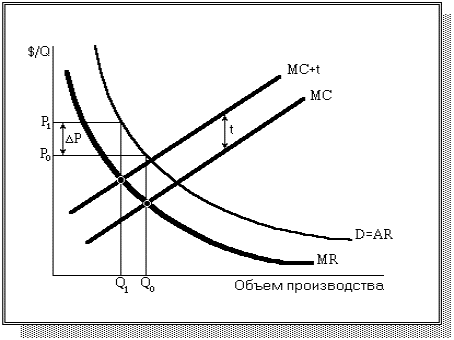 $/Q
MC+t
MC
P₁
ΔP
t
P₀
D=AR
MR
Q₁ Q₀
Объем производства